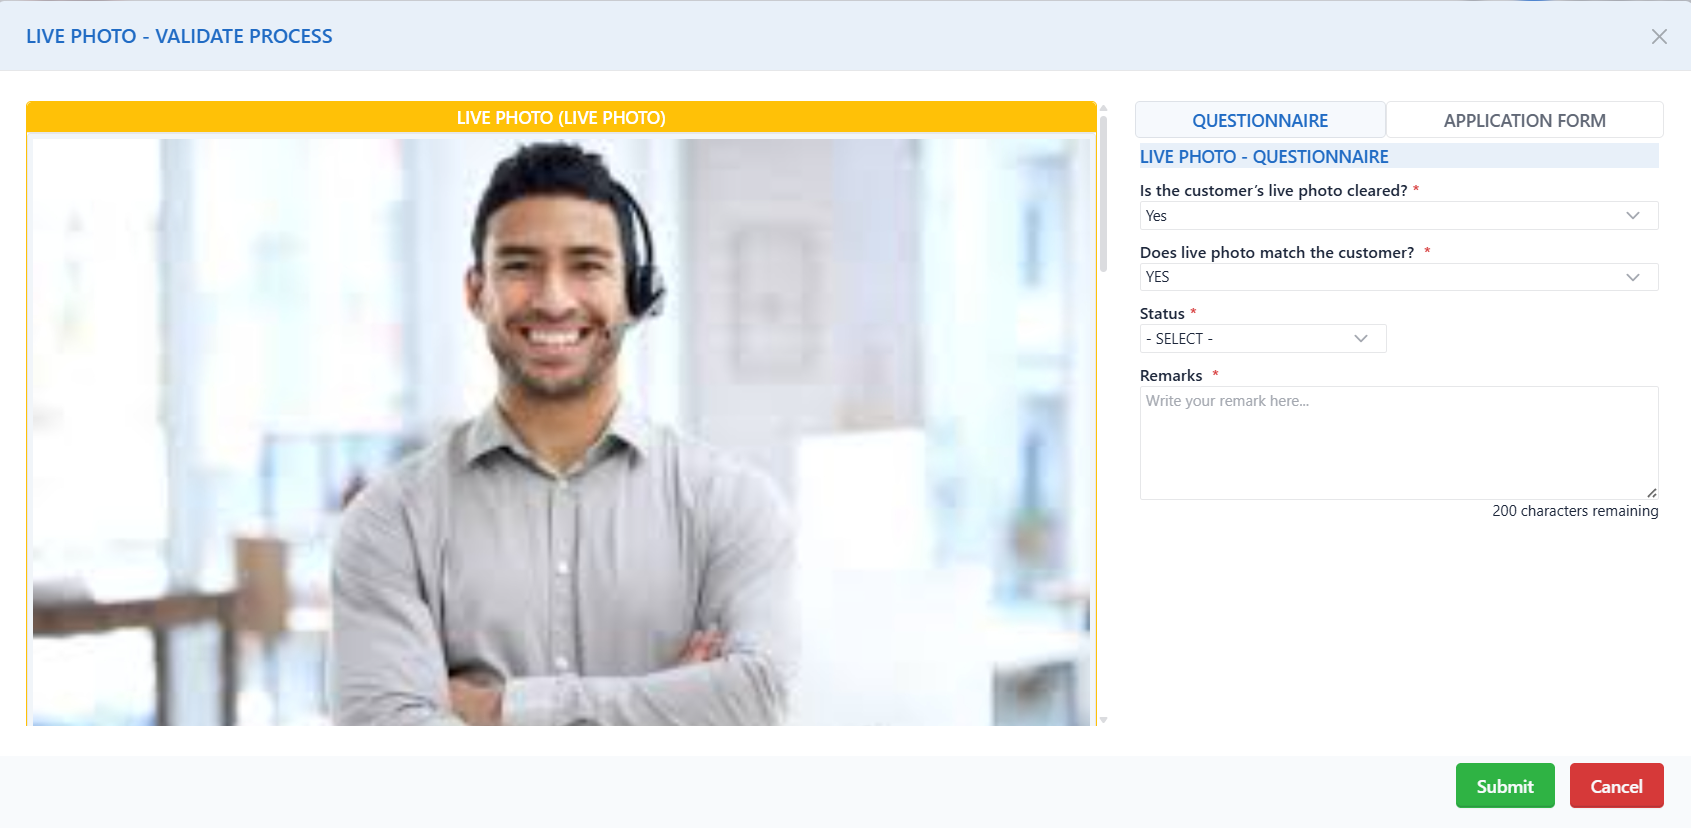 LIVE PHOTO - VALIDATE PROCESS
LIVE PHOTO (LIVE PHOTO)
QUESTIONNAIRE
APPLICATION FORM
LIVE PHOTO - QUESTIONNAIRE
Is the customer’s live photo cleared? *
Yes
Does live photo match the customer? *
YES
Status *
- SELECT -
Remarks *
Write your remark here...
200 characters remaining
Submit
Cancel